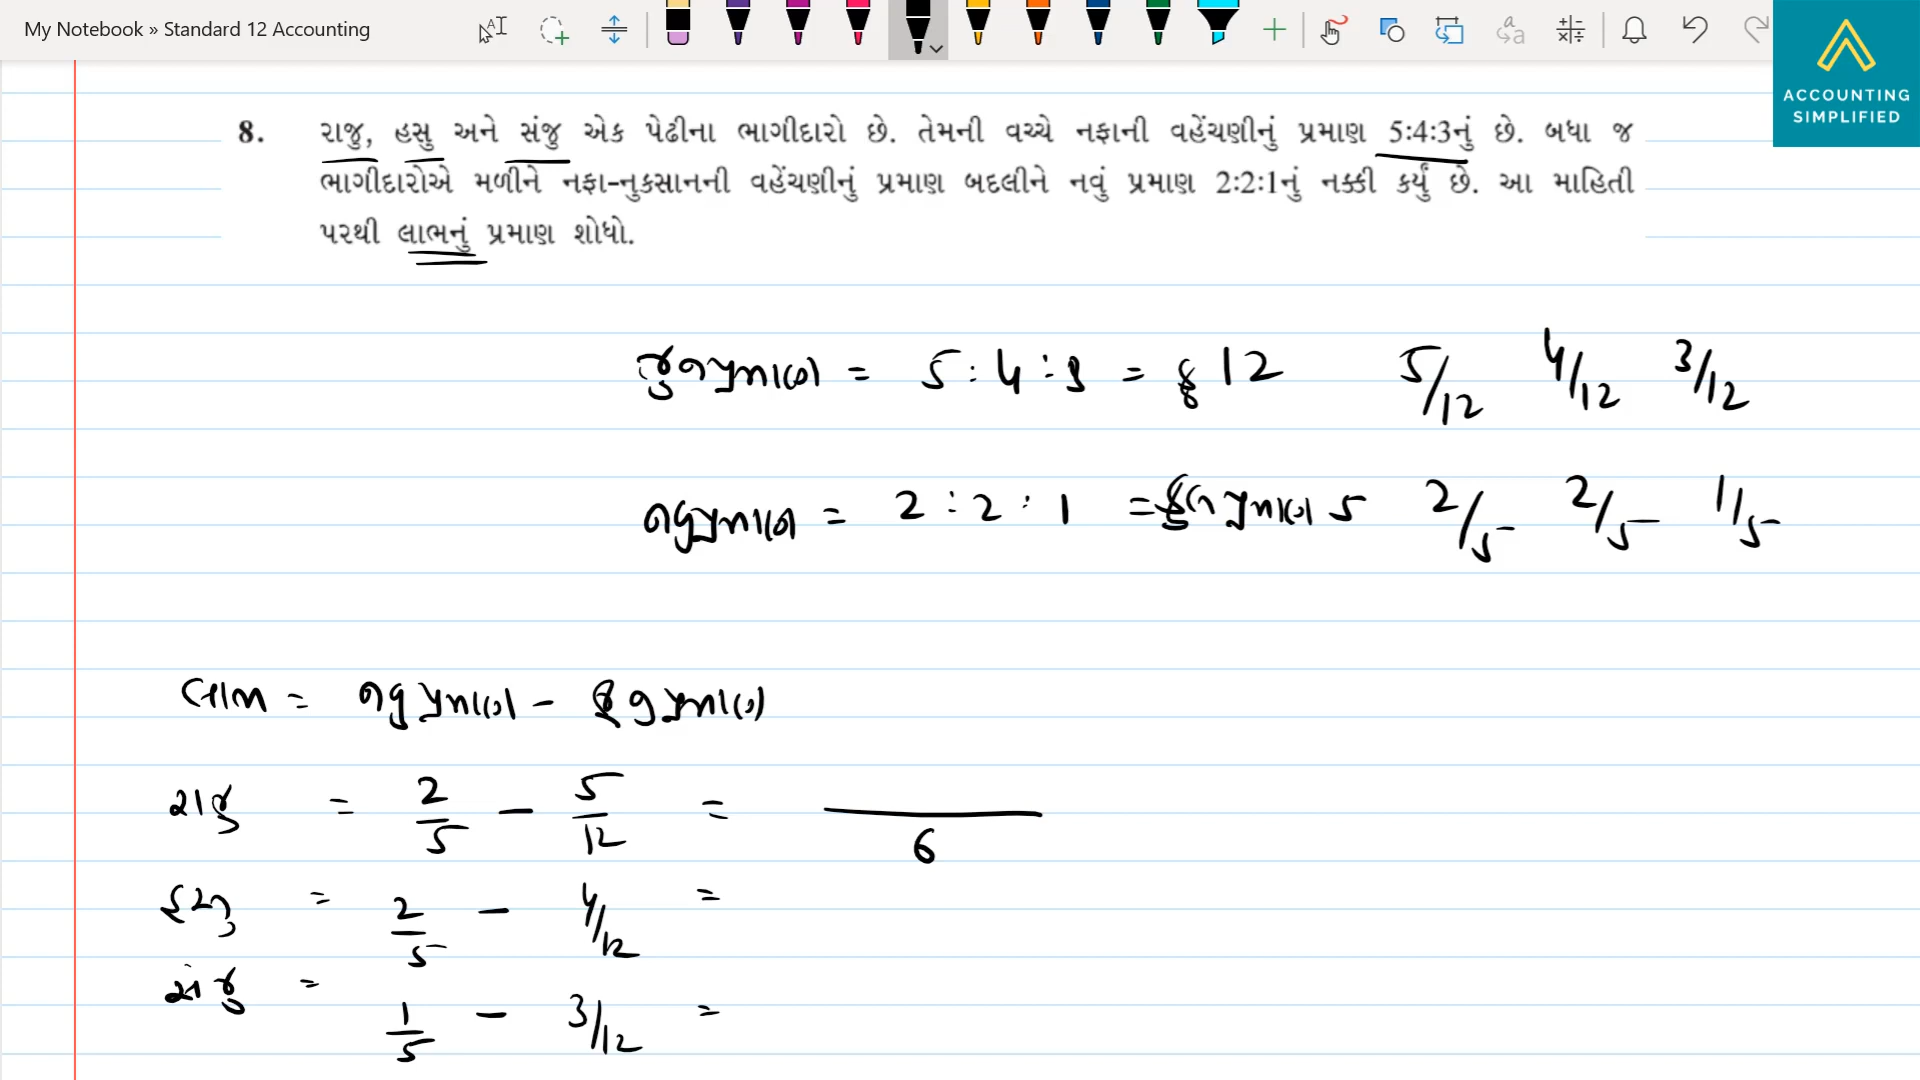 My Notebook » Standard 12 Accounting
ACCOUNTING
SIMPLIFIED
8. રાજુ, હસુ અને સંજુ એક પેઢીના ભાગીદારો છે. તેમની વચ્ચે નફાની વહેંચણીનું પ્રમાણ 5:4:3નું છે. બધા જ
ભાગીદારોએ મળીને નફા-નુકસાનની વહેંચણીનું પ્રમાણ બદલીને નવું પ્રમાણ 2:2:1નું નક્કી કર્યું છે. આ માહિતી
પરથી લાભનું પ્રમાણ શોધો.
= 5 : 4 : 3 = 12 5/12 4/12 3/12
નવુ પ્રમાણ = 2 : 2 : 1 = 5 2/5 2/5 1/5
લાભ = નવુ પ્રમાણ - જુનુ પ્રમાણ
રાજુ = 2/5 - 5/12 = /6
હસુ = 2/5 - 4/12 =
સંજુ = 1/5 - 3/12 =